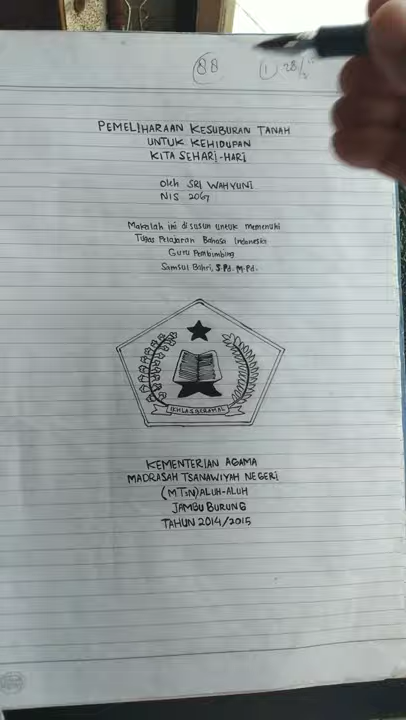 88
1 28/2
PEMELIHARAAN KESUBURAN TANAH
UNTUK KEHIDUPAN
KITA SEHARI-HARI
Oleh SRI WAHYUNI
NIS 2067
Makalah ini disusun untuk memenuhi
Tugas Pelajaran Bahasa Indonesia
Guru Pembimbing
Samsul Bahri, S.Pd. M.Pd.
IKHLAS BERAMAL
KEMENTERIAN AGAMA
MADRASAH TSANAWIYAH NEGERI
(MTsN) ALUH-ALUH
JAMBU BURUNG
TAHUN 2014/2015